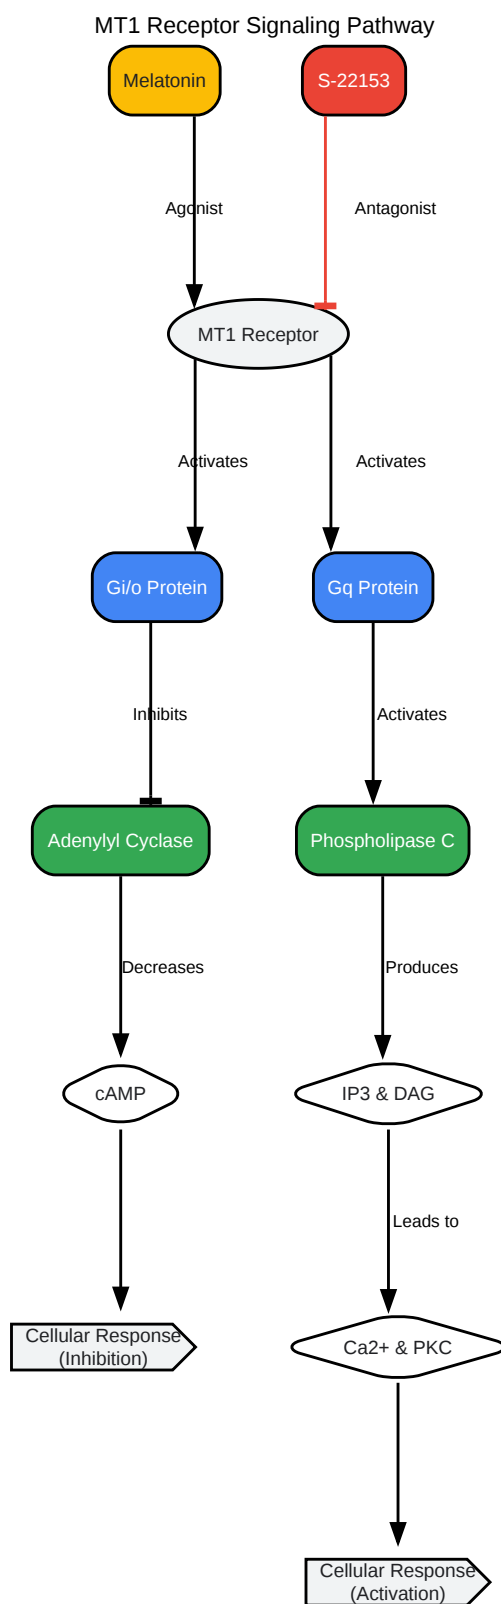 MT1 Receptor Signaling Pathway
Melatonin
S-22153
Agonist
Antagonist
MT1 Receptor
Activates
Activates
Gi/o Protein
Gq Protein
Inhibits
Activates
Adenylyl Cyclase
Phospholipase C
Decreases
Produces
cAMP
IP3 & DAG
Leads to
Cellular Response
(Inhibition)
Ca2+ & PKC
Cellular Response
(Activation)